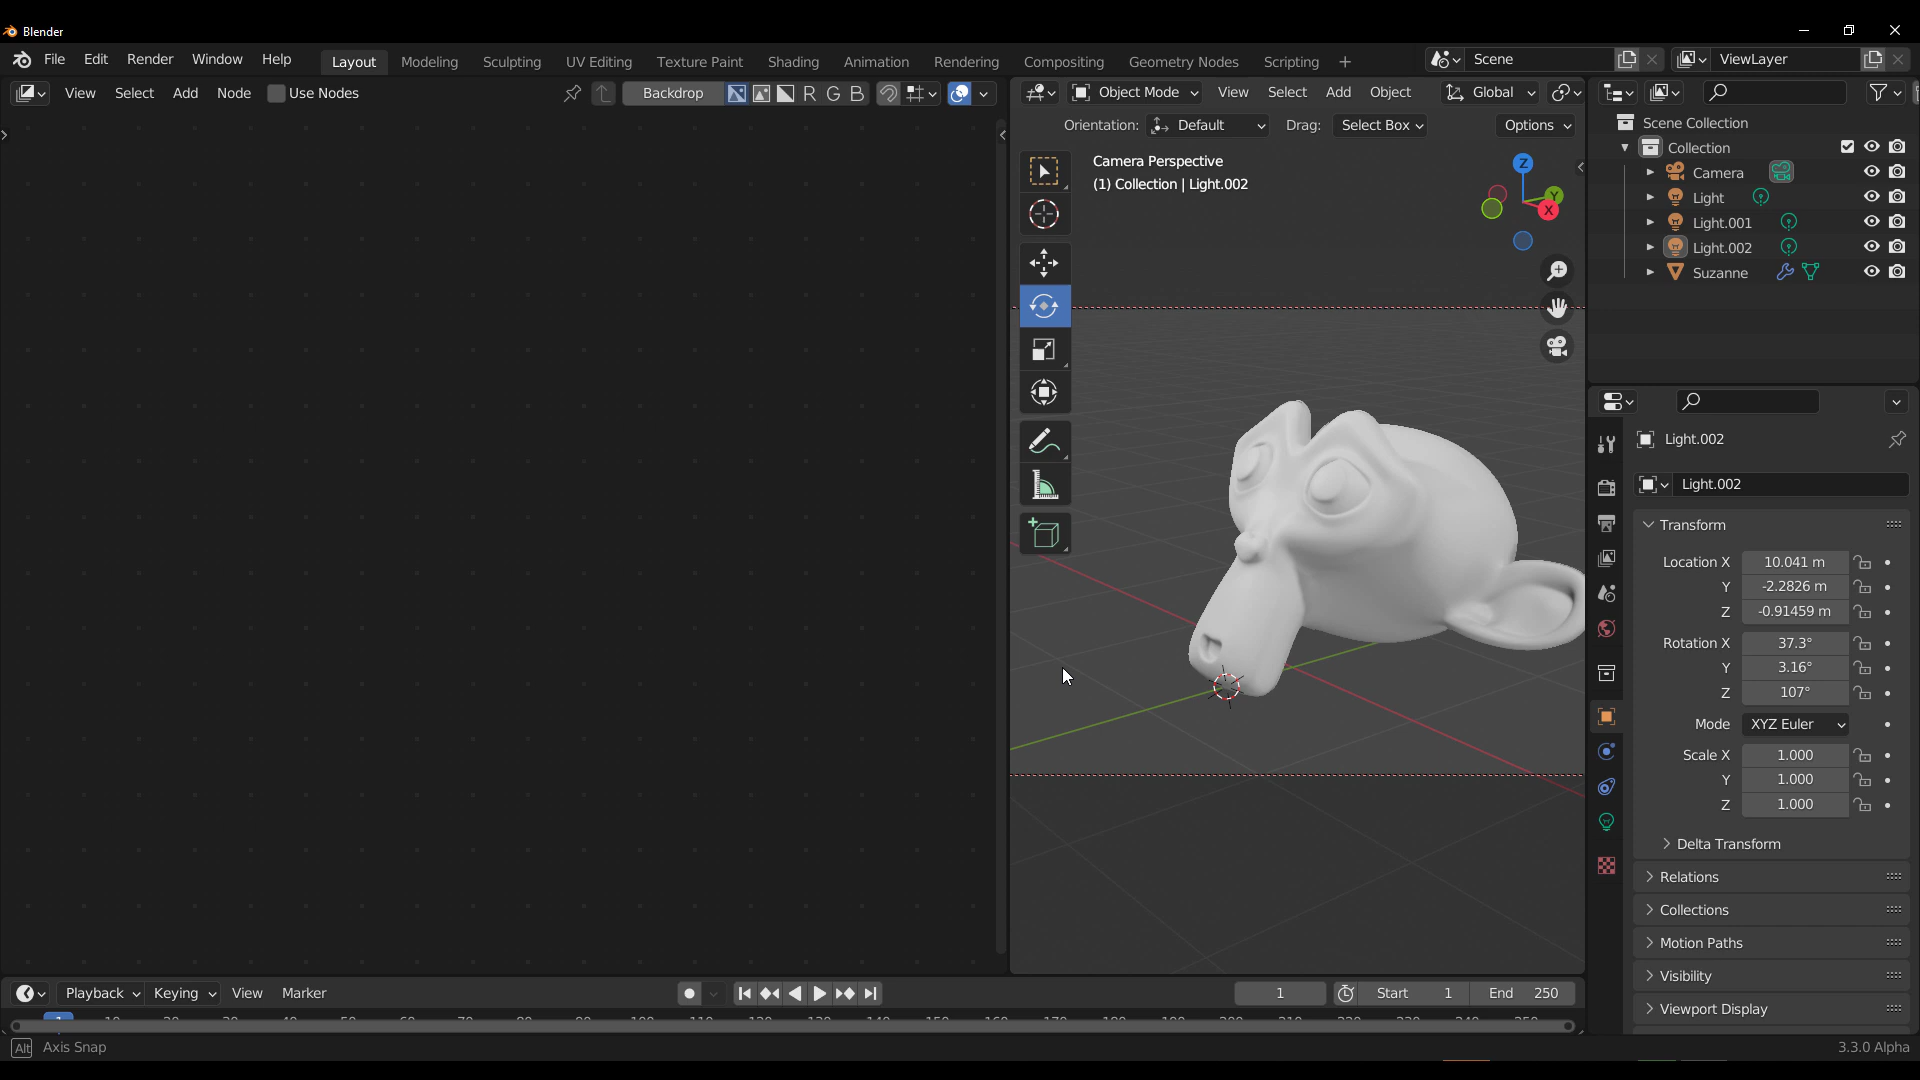 Blender
File Edit Render Window Help Layout Modeling Sculpting UV Editing Texture Paint Shading Animation Rendering Compositing Geometry Nodes Scripting + Scene ViewLayer
View Select Add Node Use Nodes Backdrop R G B
Object Mode View Select Add Object Global
Orientation: Default Drag: Select Box Options
Camera Perspective
(1) Collection | Light.002
Z
Y
X
Scene Collection
Collection
Camera
Light
Light.001
Light.002
Suzanne
Light.002
Light.002
Transform
Location X 10.041 m
Y -2.2826 m
Z -0.91459 m
Rotation X 37.3°
Y 3.16°
Z 107°
Mode XYZ Euler
Scale X 1.000
Y 1.000
Z 1.000
Delta Transform
Relations
Collections
Motion Paths
Visibility
Viewport Display
Playback Keying View Marker 1 Start 1 End 250
Alt Axis Snap
3.3.0 Alpha